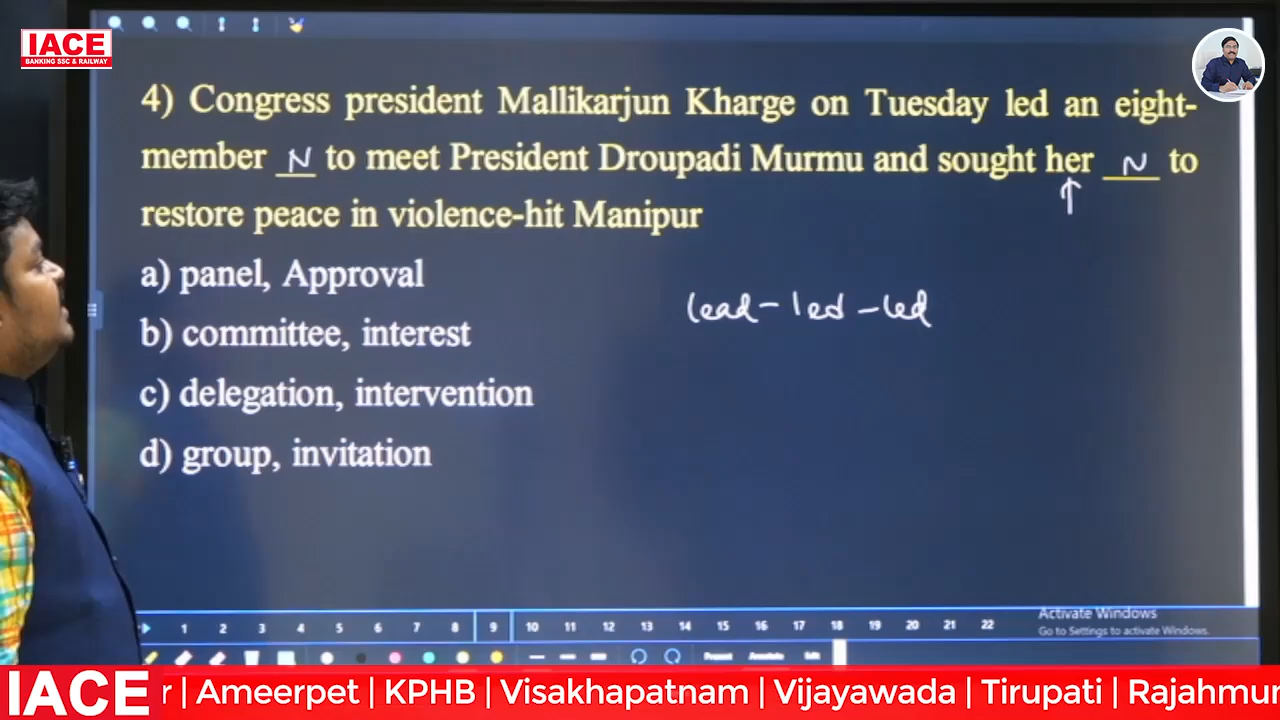 IACE
BANKING SSC & RAILWAY
4) Congress president Mallikarjun Kharge on Tuesday led an eight-
member N to meet President Droupadi Murmu and sought her N to
restore peace in violence-hit Manipur
a) panel, Approval
b) committee, interest
lead - led - led
c) delegation, intervention
d) group, invitation
1 2 3 4 5 6 7 8 9 10 11 12 13 14 15 16 17 18 19 20 21 22
Activate Windows
Go to Settings to activate Windows.
Present Annotate Edit
IACE r | Ameerpet | KPHB | Visakhapatnam | Vijayawada | Tirupati | Rajahmun